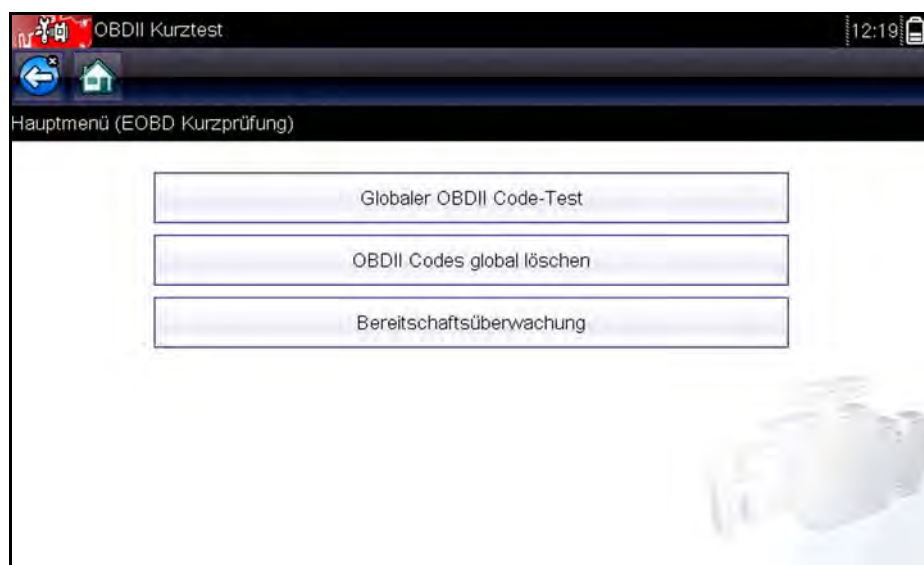 OBDII Kurztest
12:19
Hauptmenü (EOBD Kurzprüfung)
Globaler OBDII Code-Test
OBDII Codes global löschen
Bereitschaftsüberwachung